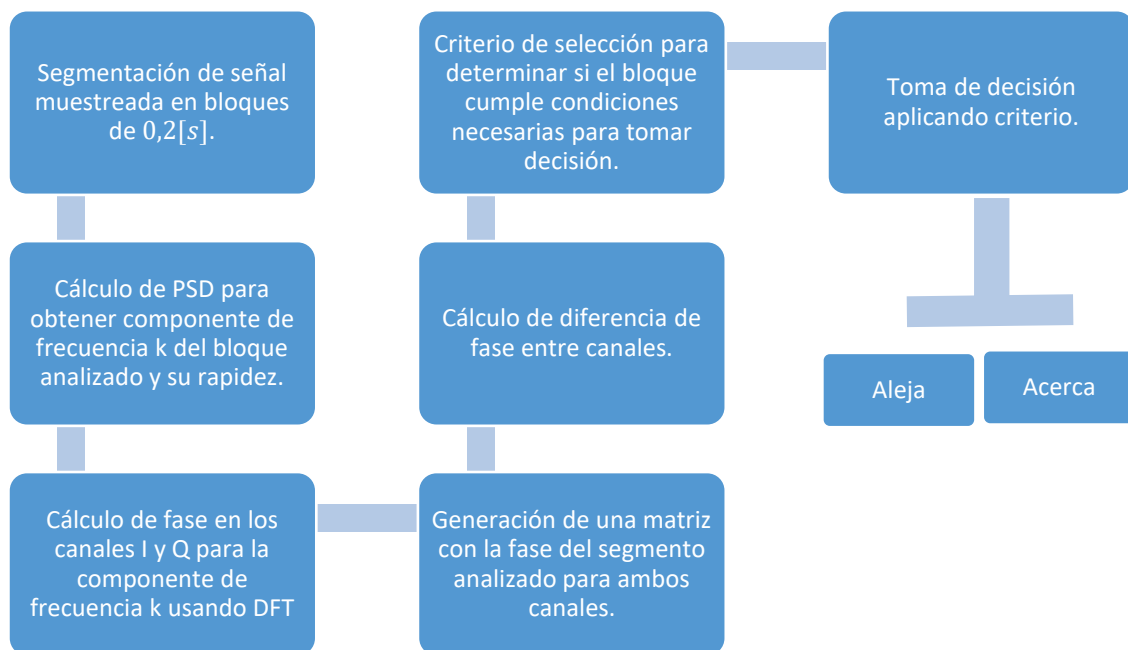 Segmentación de señal
muestreada en bloques
de 0,2[s].
Cálculo de PSD para
obtener componente de
frecuencia k del bloque
analizado y su rapidez.
Cálculo de fase en los
canales I y Q para la
componente de
frecuencia k usando DFT
Generación de una matriz
con la fase del segmento
analizado para ambos
canales.
Cálculo de diferencia de
fase entre canales.
Criterio de selección para
determinar si el bloque
cumple condiciones
necesarias para tomar
decisión.
Toma de decisión
aplicando criterio.
Aleja
Acerca